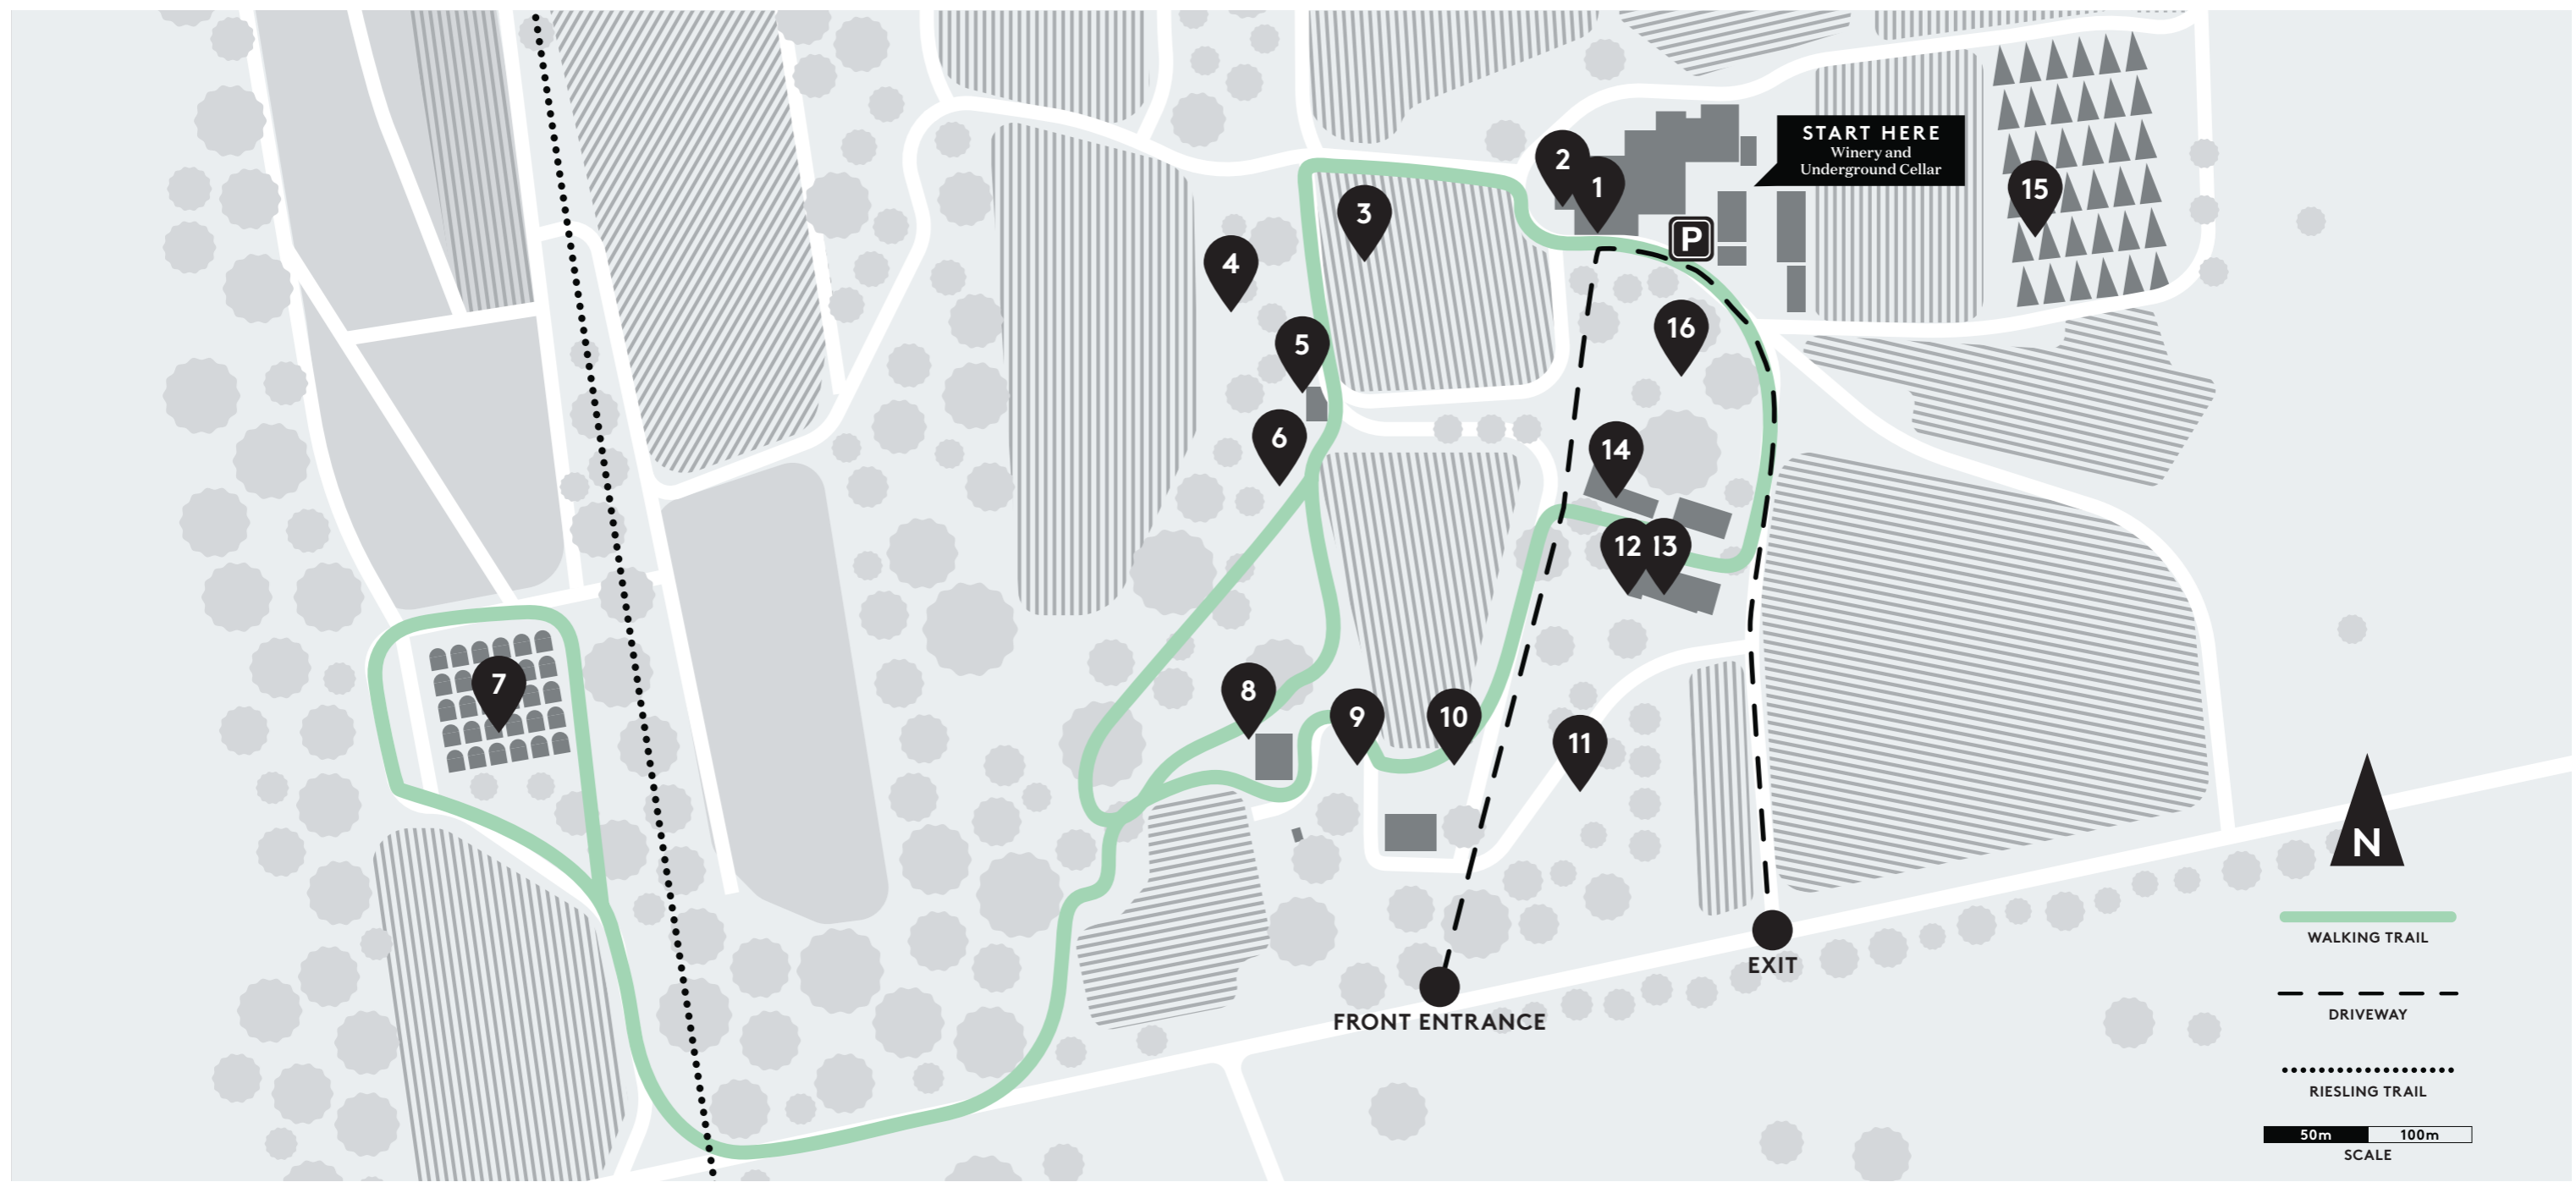 START HERE
Winery and
Underground Cellar
2
1
15
3
P
4
16
5
6
14
12
13
7
8
9
10
11
N
WALKING TRAIL
EXIT
DRIVEWAY
FRONT ENTRANCE
RIESLING TRAIL
50m
100m
SCALE